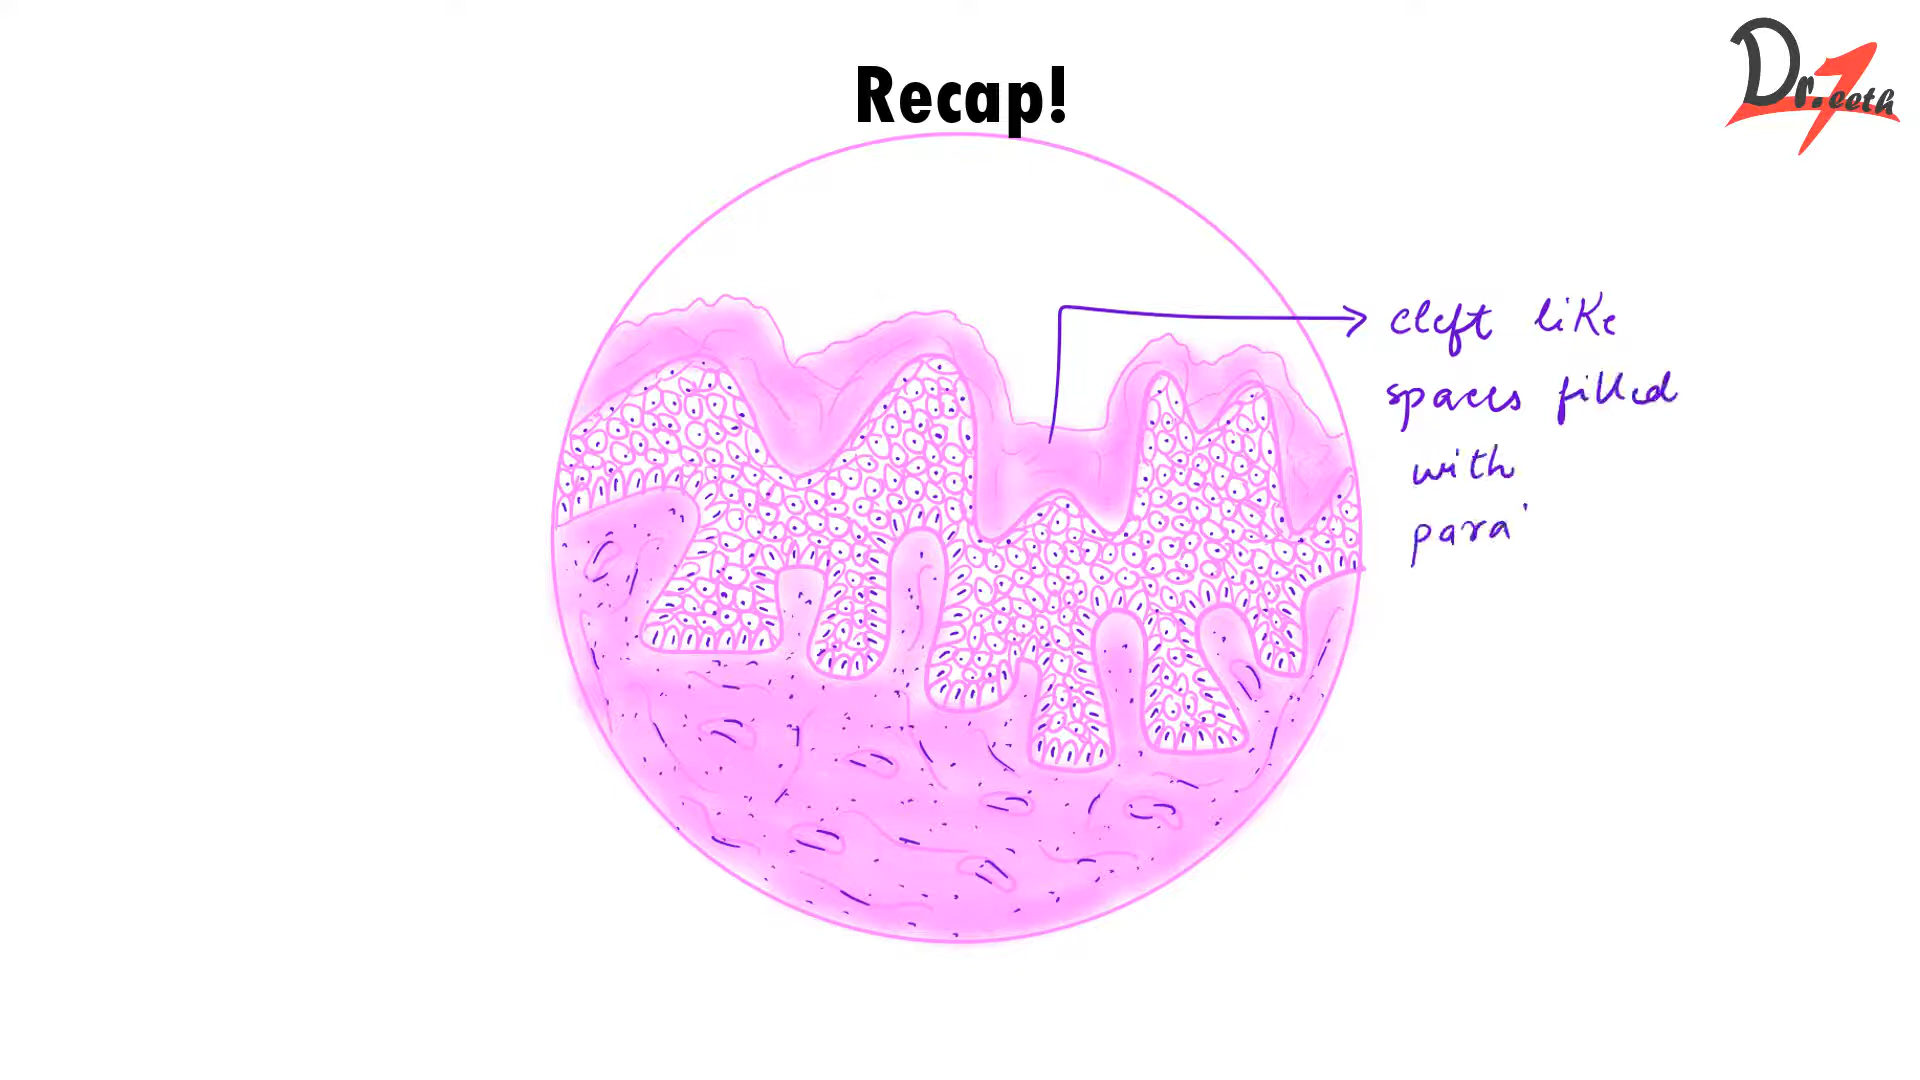 Recap!
Dr. Teeth
cleft like
spaces filled
with
para